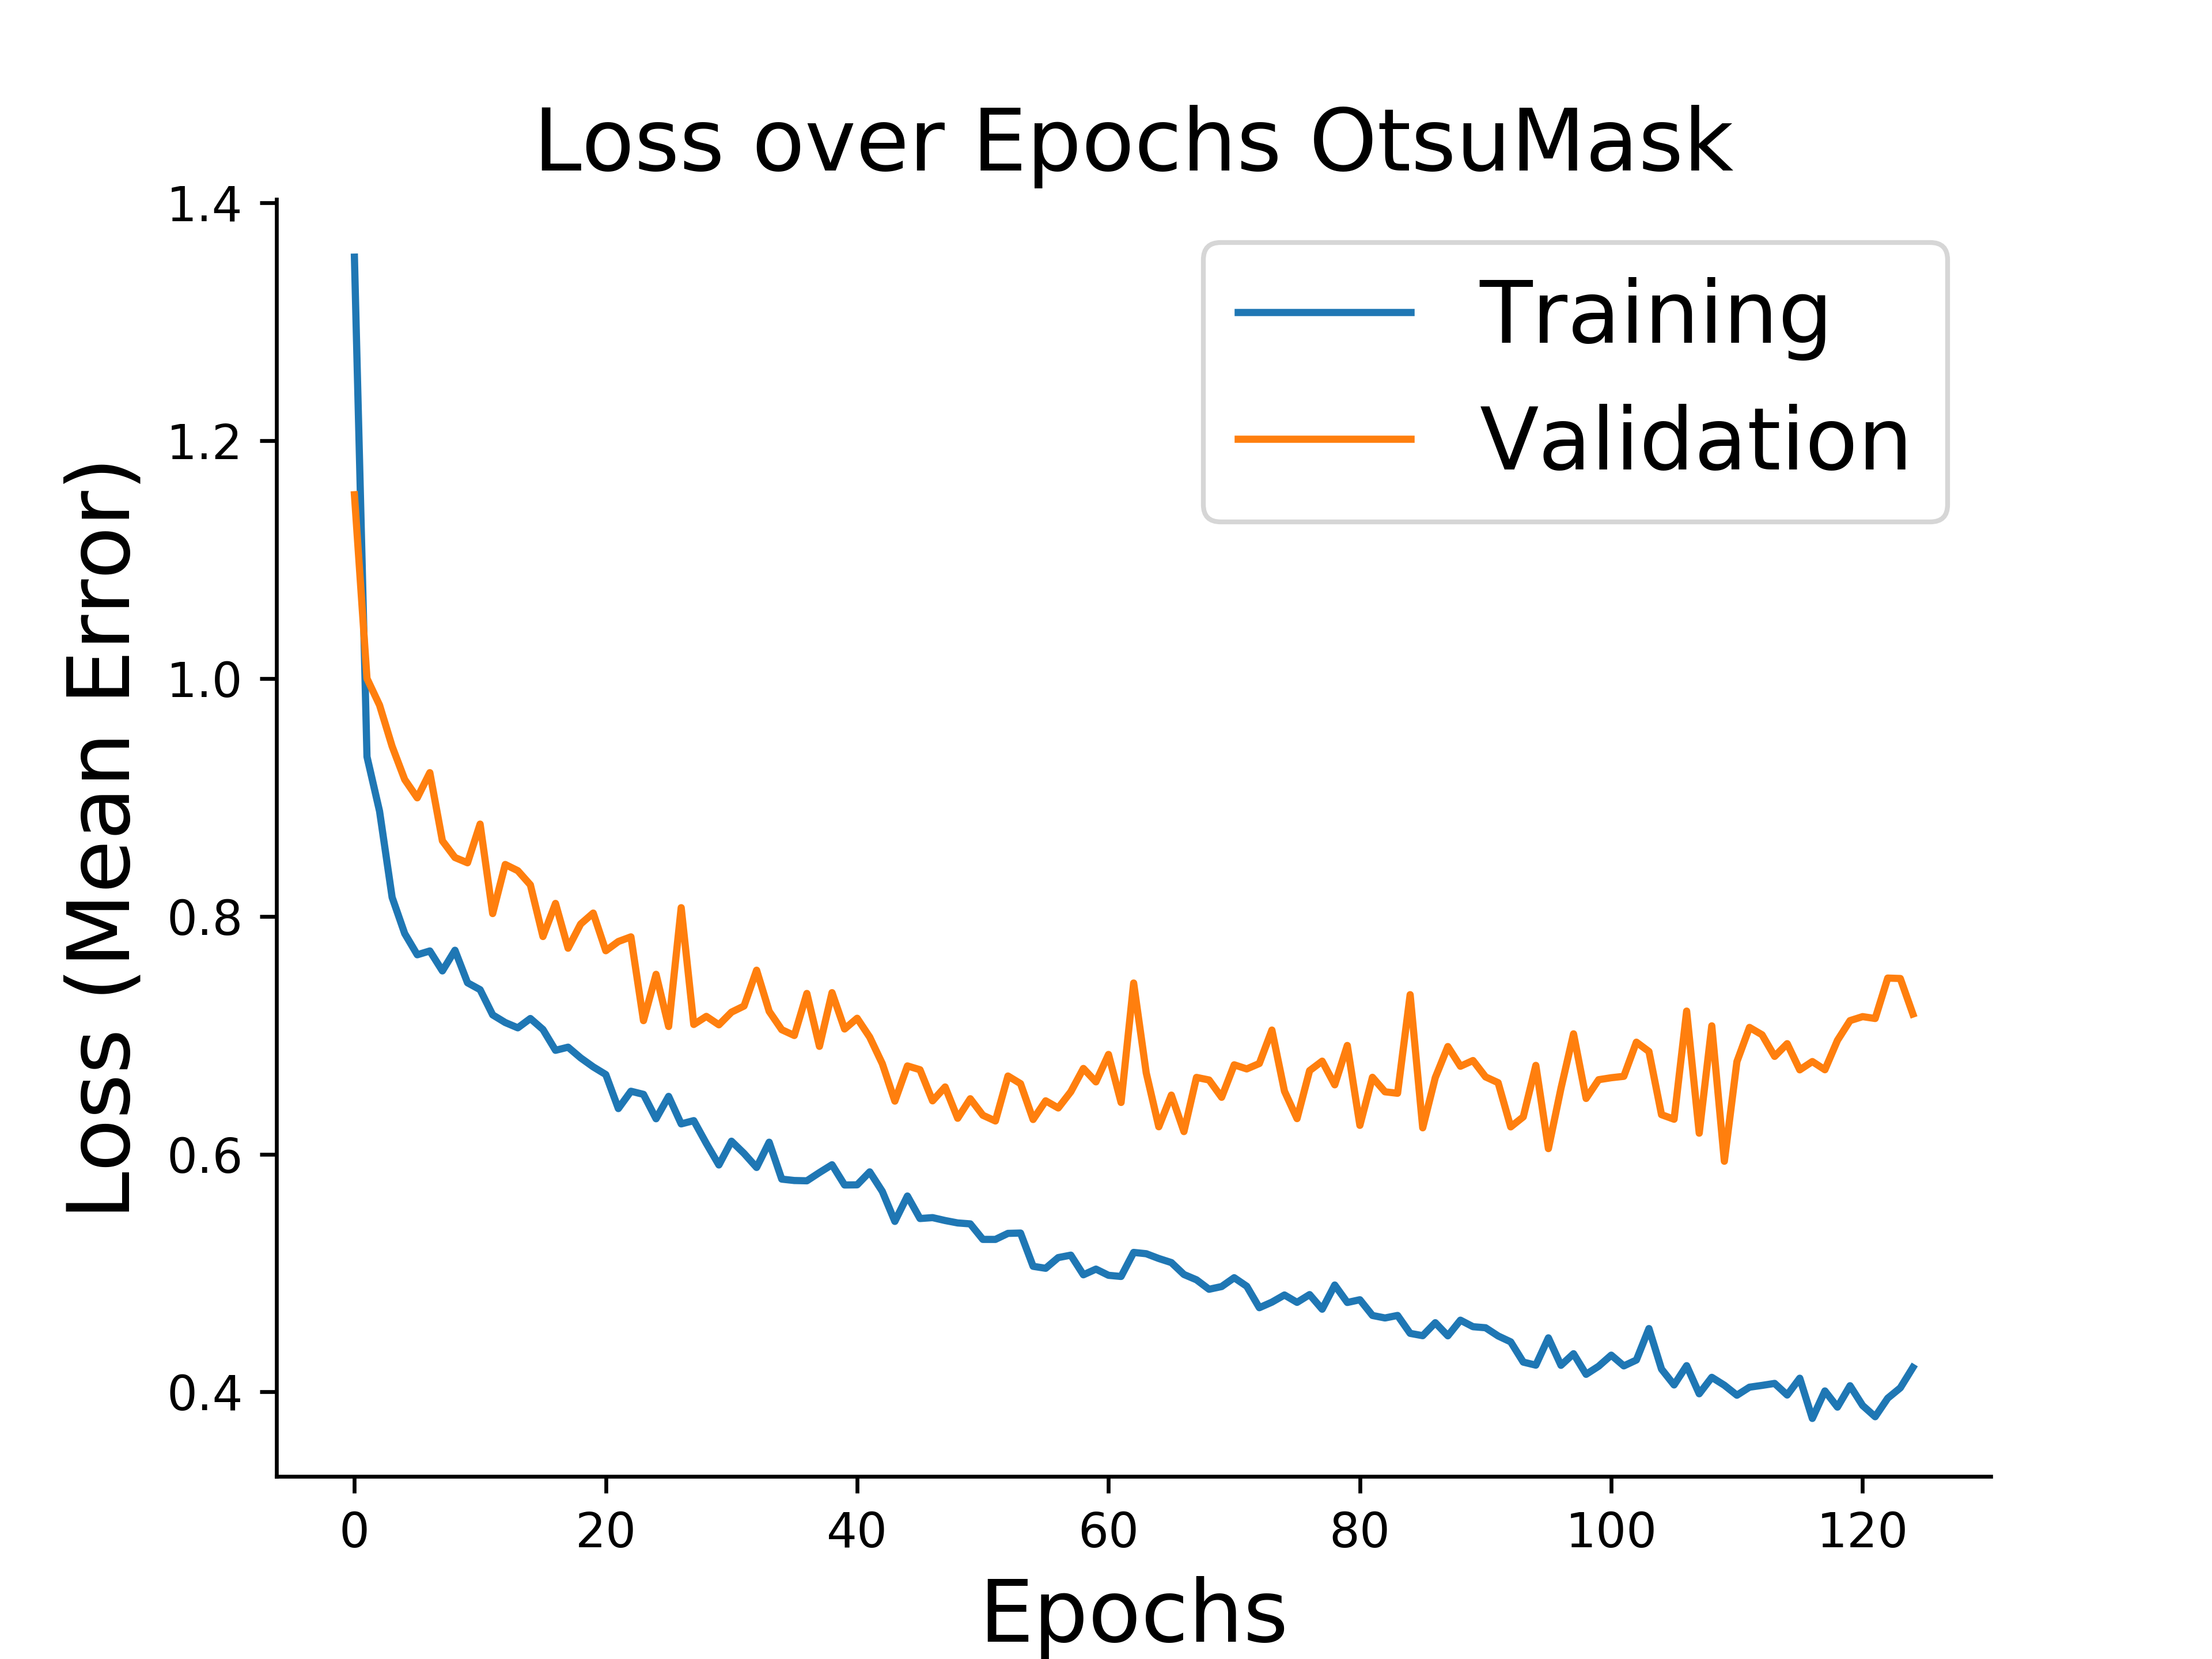 Loss over Epochs OtsuMask
1.4
1.2
1.0
0.8
0.6
0.4
Loss (Mean Error)
Training
Validation
0 20 40 60 80 100 120
Epochs